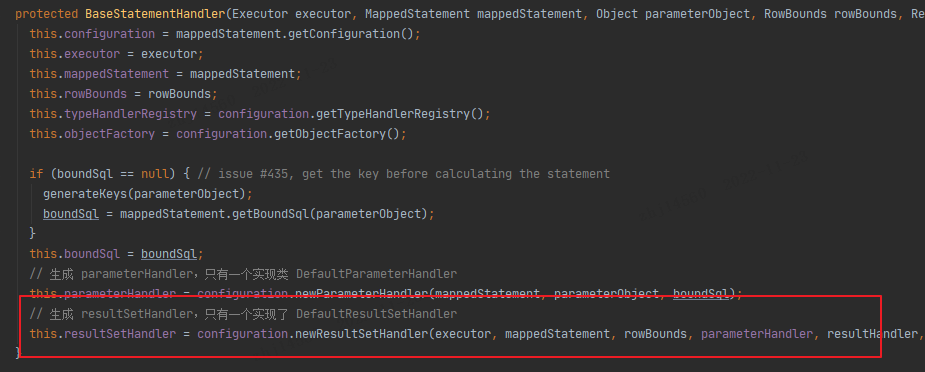 protected BaseStatementHandler(Executor executor, MappedStatement mappedStatement, Object parameterObject, RowBounds rowBounds, Re
this.configuration = mappedStatement.getConfiguration();
this.executor = executor;
this.mappedStatement = mappedStatement;
this.rowBounds = rowBounds;
this.typeHandlerRegistry = configuration.getTypeHandlerRegistry();
this.objectFactory = configuration.getObjectFactory();
if (boundSql == null) { // issue #435, get the key before calculating the statement
generateKeys(parameterObject);
boundSql = mappedStatement.getBoundSql(parameterObject);
}
this.boundSql = boundSql;
// 生成 parameterHandler，只有一个实现类 DefaultParameterHandler
this.parameterHandler = configuration.newParameterHandler(mappedStatement, parameterObject, boundSql);
// 生成 resultSetHandler，只有一个实现了 DefaultResultSetHandler
this.resultSetHandler = configuration.newResultSetHandler(executor, mappedStatement, rowBounds, parameterHandler, resultHandler,
}